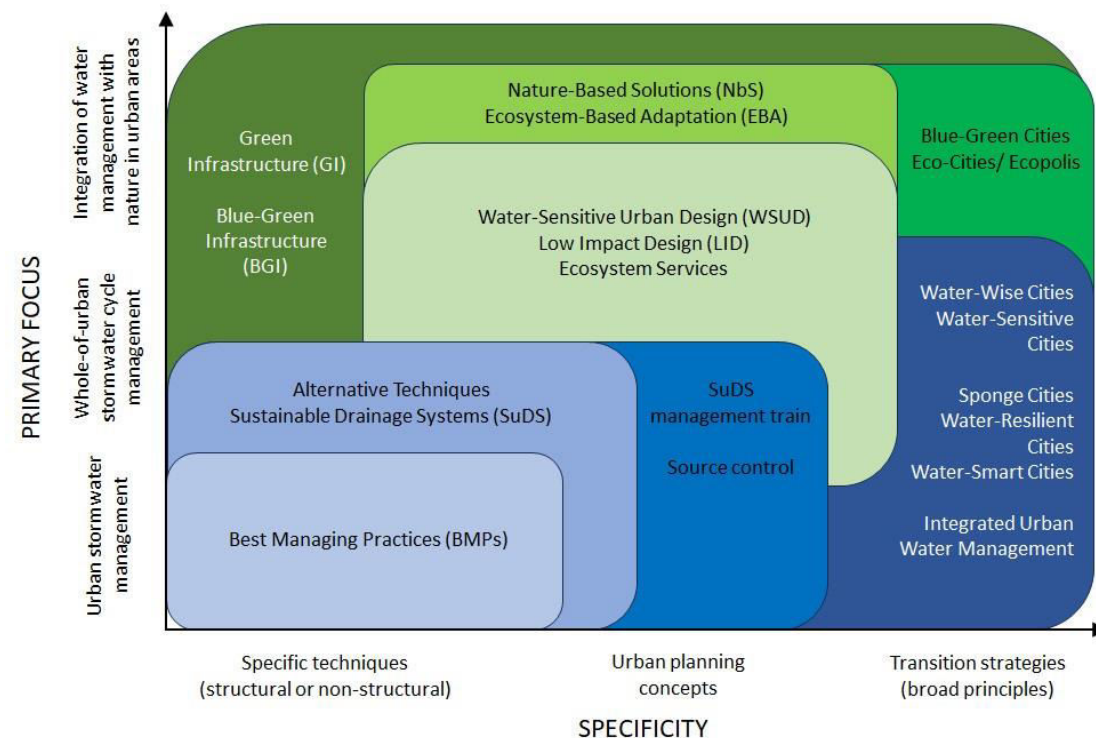 PRIMARY FOCUS
Integration of water
management with
nature in urban areas
Whole-of-urban
stormwater cycle
management
Urban stormwater
management
Green
Infrastructure (GI)
Blue-Green
Infrastructure
(BGI)
Nature-Based Solutions (NbS)
Ecosystem-Based Adaptation (EBA)
Blue-Green Cities
Eco-Cities/ Ecopolis
Water-Sensitive Urban Design (WSUD)
Low Impact Design (LID)
Ecosystem Services
Water-Wise Cities
Water-Sensitive
Cities
Sponge Cities
Water-Resilient
Cities
Water-Smart Cities
Integrated Urban
Water Management
Alternative Techniques
Sustainable Drainage Systems (SuDS)
SuDS
management train
Source control
Best Managing Practices (BMPs)
Specific techniques
(structural or non-structural)
Urban planning
concepts
Transition strategies
(broad principles)
SPECIFICITY